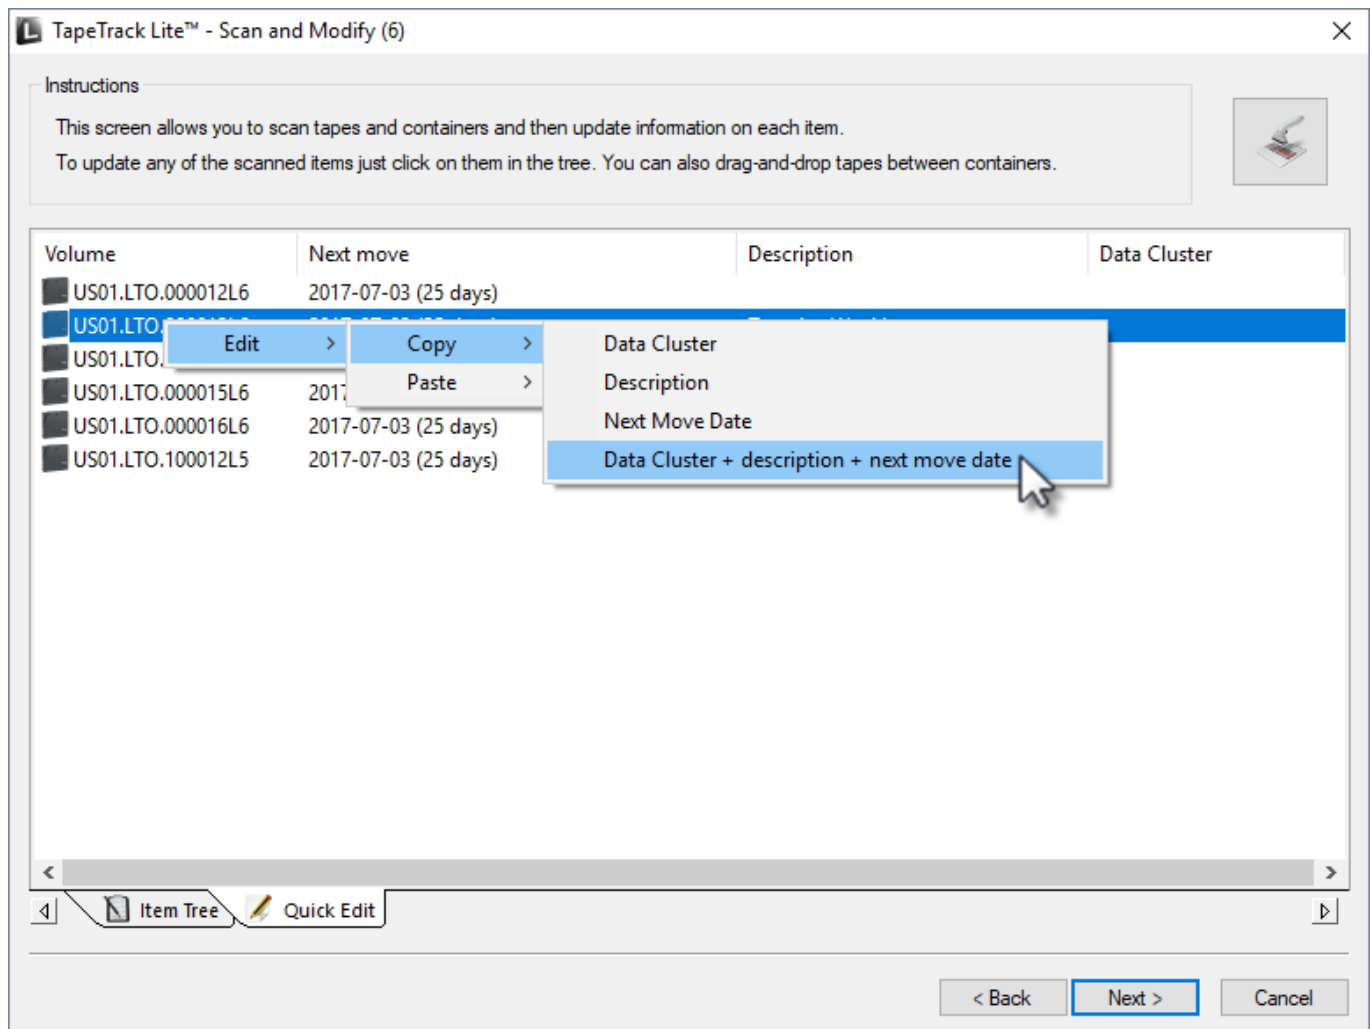 TapeTrack Lite™ - Scan and Modify (6)
Instructions
This screen allows you to scan tapes and containers and then update information on each item.
To update any of the scanned items just click on them in the tree. You can also drag-and-drop tapes between containers.
Volume Next move Description Data Cluster
US01.LTO.000012L6 2017-07-03 (25 days)
US01.LTO.
Edit > Copy > Data Cluster
US01.LTO.
Paste > Description
US01.LTO.000015L6 2017
Next Move Date
US01.LTO.000016L6 2017-07-03 (25 days)
US01.LTO.100012L5 2017-07-03 (25 days) Data Cluster + description + next move date
Item Tree Quick Edit
< Back Next > Cancel